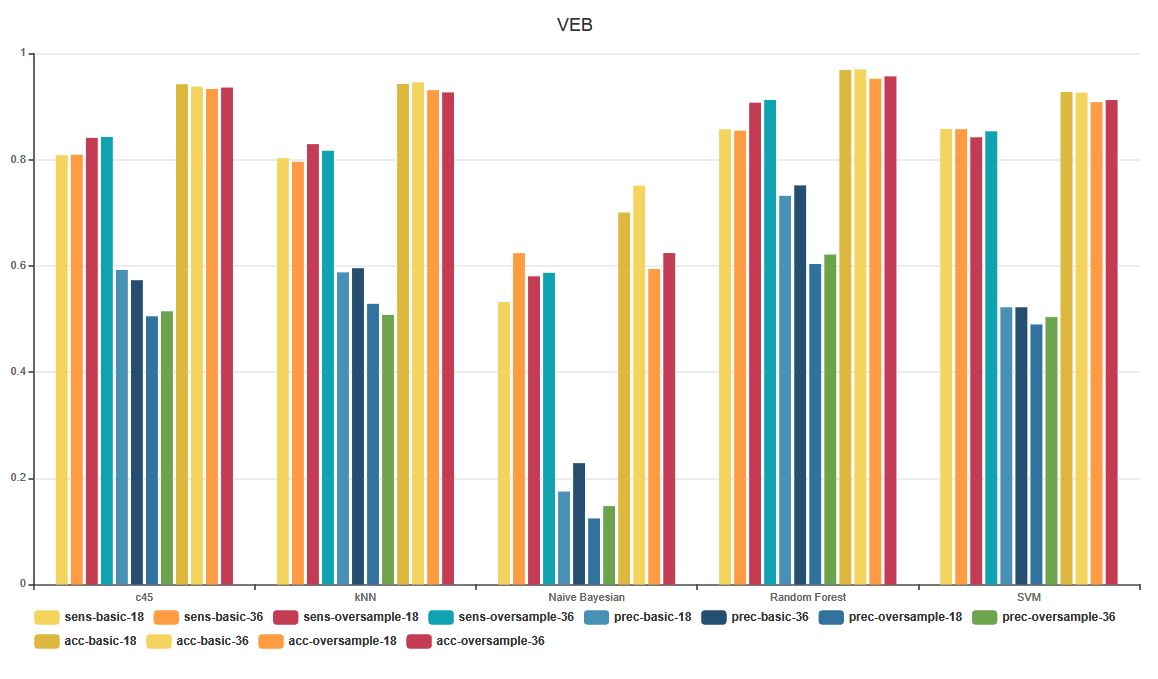 VEB
1
0.8
0.6
0.4
0.2
0
c45 kNN Naive Bayesian Random Forest SVM
sens-basic-18 sens-basic-36 sens-oversample-18 sens-oversample-36 prec-basic-18 prec-basic-36 prec-oversample-18 prec-oversample-36
acc-basic-18 acc-basic-36 acc-oversample-18 acc-oversample-36